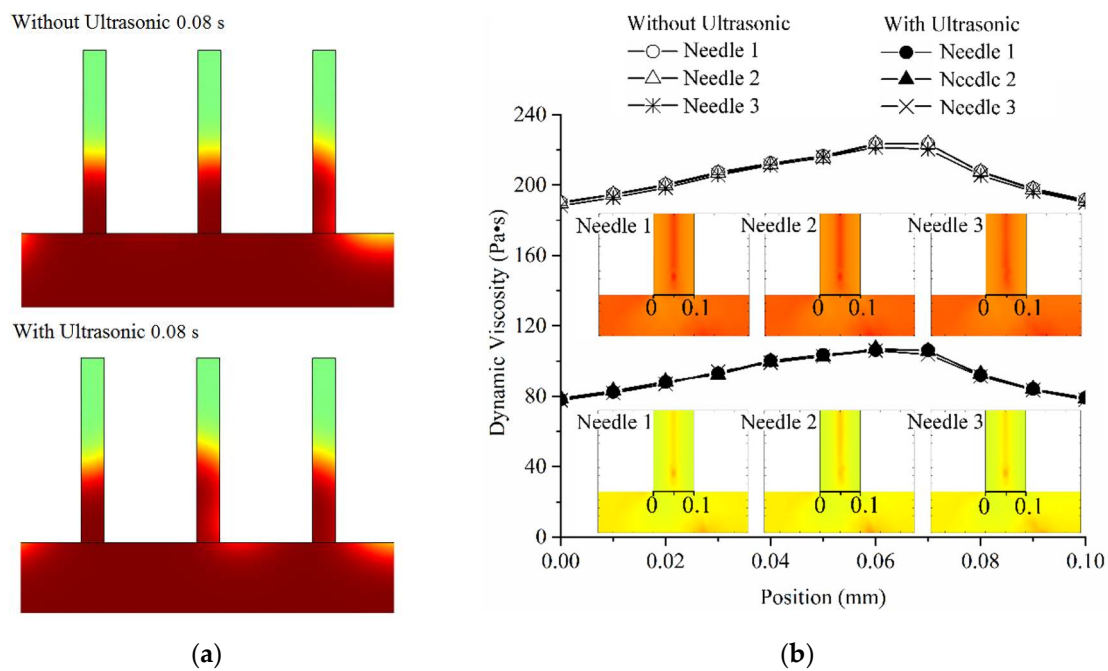 Without Ultrasonic 0.08 s
With Ultrasonic 0.08 s
(a)
Without Ultrasonic
Needle 1
Needle 2
Needle 3
With Ultrasonic
Needle 1
Needle 2
Needle 3
Dynamic Viscosity (Pa•s)
240
200
160
120
80
40
0
Needle 1
0 0.1
Needle 2
0 0.1
Needle 3
0 0.1
Needle 1
0 0.1
Needle 2
0 0.1
Needle 3
0 0.1
0.00 0.02 0.04 0.06 0.08 0.10
Position (mm)
(b)